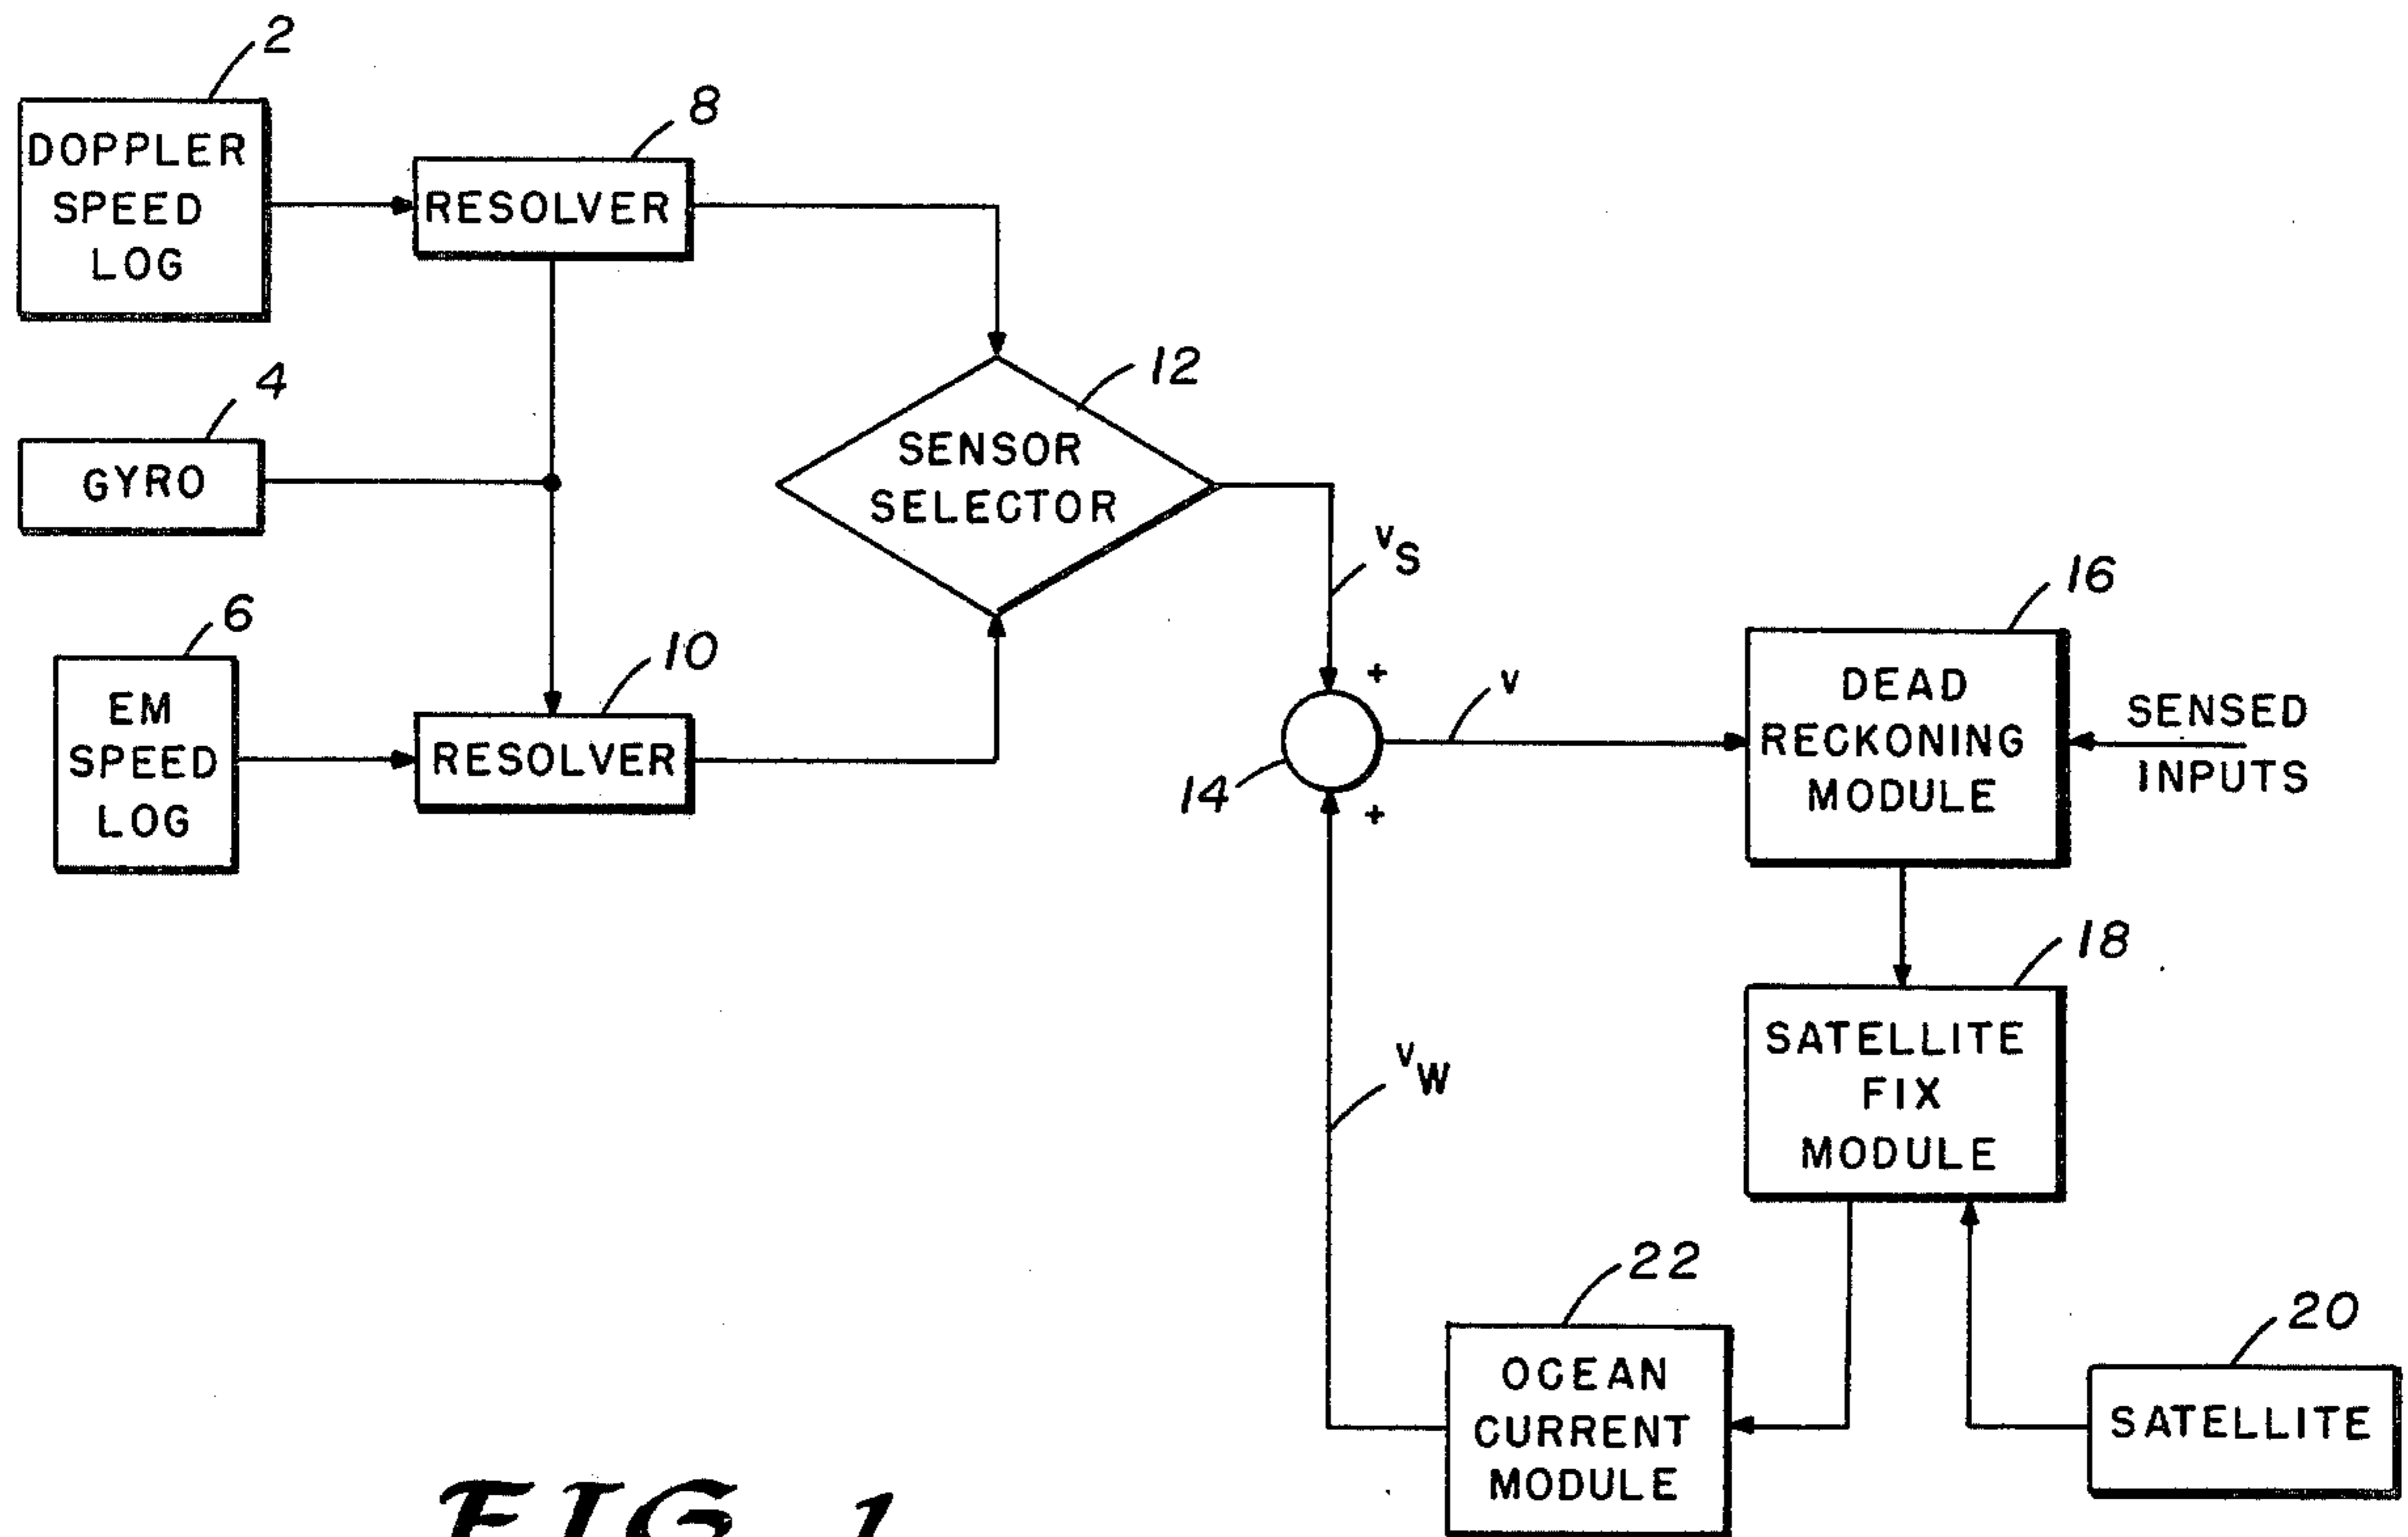 2
DOPPLER
SPEED
LOG
8
RESOLVER
4
GYRO
6
EM
SPEED
LOG
10
RESOLVER
12
SENSOR
SELECTOR
vS
+
14
+
v
16
DEAD
RECKONING
MODULE
SENSED
INPUTS
18
SATELLITE
FIX
MODULE
vW
22
OCEAN
CURRENT
MODULE
20
SATELLITE
FIG. 1